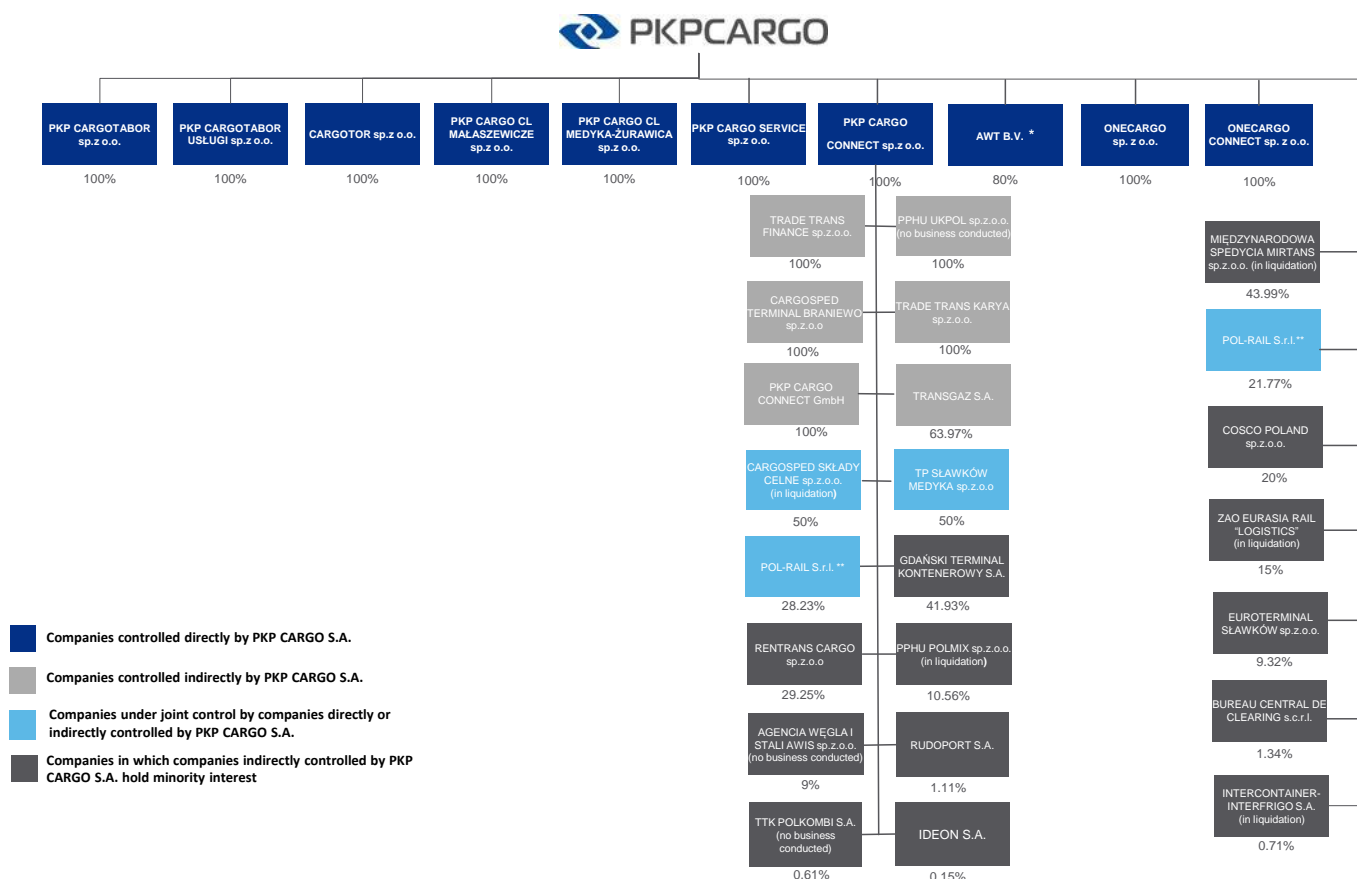 PKPCARGO
PKP CARGOTABOR
sp.z o.o.
100%
PKP CARGOTABOR
USŁUGI sp.z o.o.
100%
CARGOTOR sp.z o.o.
100%
PKP CARGO CL
MAŁASZEWICZE
sp.z o.o.
100%
PKP CARGO CL
MEDYKA-ŻURAWICA
sp.z o.o.
100%
PKP CARGO SERVICE
sp.z o.o.
100%
PKP CARGO
CONNECT sp.z o.o.
100%
AWT B.V. *
80%
ONECARGO
sp. z o.o.
100%
ONECARGO
CONNECT sp. z o.o.
100%
TRADE TRANS
FINANCE sp.z.o.o.
100%
PPHU UKPOL sp.z.o.o.
(no business conducted)
100%
CARGOSPED
TERMINAL BRANIEWO
sp.z.o.o
100%
TRADE TRANS KARYA
sp.z.o.o.
100%
PKP CARGO
CONNECT GmbH
100%
TRANSGAZ S.A.
63.97%
CARGOSPED SKŁADY
CELNE sp.z.o.o.
(in liquidation)
50%
TP SŁAWKÓW
MEDYKA sp.z.o.o
50%
POL-RAIL S.r.l. **
28.23%
GDAŃSKI TERMINAL
KONTENEROWY S.A.
41.93%
RENTRANS CARGO
sp.z.o.o
29.25%
PPHU POLMIX sp.z.o.o.
(in liquidation)
10.56%
AGENCIA WĘGLA I
STALI AWIS sp.z.o.o.
(no business conducted)
9%
RUDOPORT S.A.
1.11%
TTK POLKOMBI S.A.
(no business
conducted)
0.61%
IDEON S.A.
0.15%
MIĘDZYNARODOWA
SPEDYCIA MIRTANS
sp.z.o.o. (in liquidation)
43.99%
POL-RAIL S.r.l.**
21.77%
COSCO POLAND
sp.z.o.o.
20%
ZAO EURASIA RAIL
"LOGISTICS"
(in liquidation)
15%
EUROTERMINAL
SŁAWKÓW sp.z.o.o.
9.32%
BUREAU CENTRAL DE
CLEARING s.c.r.l.
1.34%
INTERCONTAINER-
INTERFRIGO S.A.
(in liquidation)
0.71%
Companies controlled directly by PKP CARGO S.A.
Companies controlled indirectly by PKP CARGO S.A.
Companies under joint control by companies directly or
indirectly controlled by PKP CARGO S.A.
Companies in which companies indirectly controlled by PKP
CARGO S.A. hold minority interest